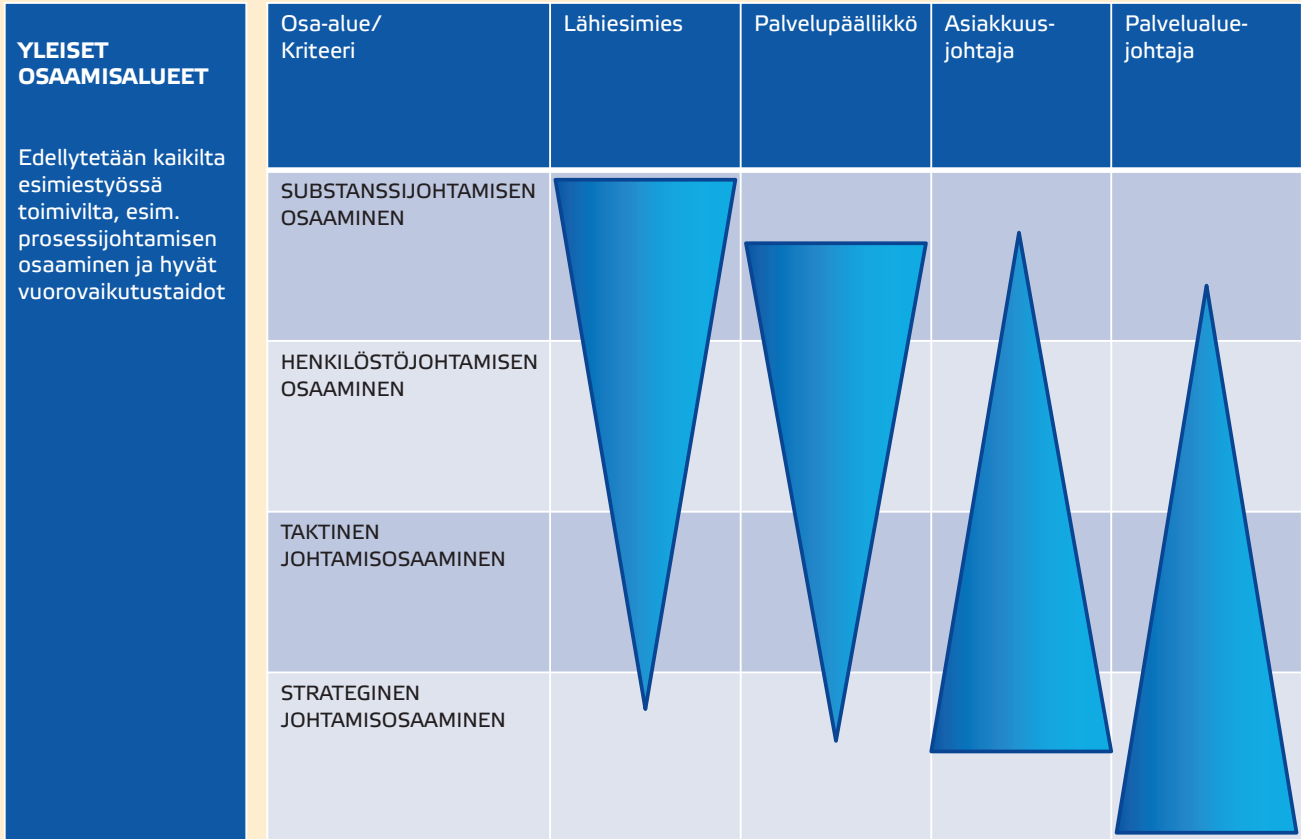 YLEISET
OSAAMISALUEET
Edellytetään kaikilta
esimiestyössä
toimivilta, esim.
prosessijohtamisen
osaaminen ja hyvät
vuorovaikutustaidot
Osa-alue/
Kriteeri
Lähiesimies
Palvelupäällikkö
Asiakkuus-
johtaja
Palvelualue-
johtaja
SUBSTANSSIJOHTAMISEN
OSAAMINEN
HENKILÖSTÖJOHTAMISEN
OSAAMINEN
TAKTINEN
JOHTAMISOSAAMINEN
STRATEGINEN
JOHTAMISOSAAMINEN